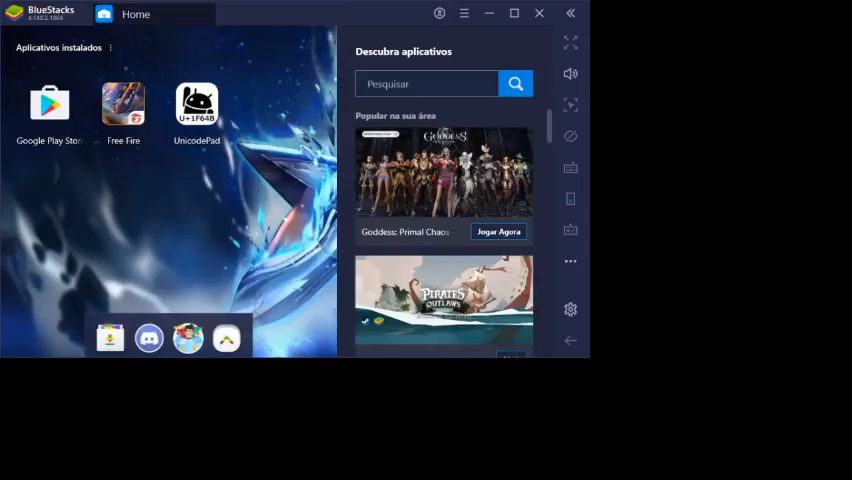 BlueStacks
4.140.2.1004
Home
Aplicativos instalados
Google Play Stor
Free Fire
U+1F64B
UnicodePad
Descubra aplicativos
Pesquisar
Popular na sua área
GODDESS
Goddess: Primal Chaos -
Jogar Agora
PIRATES
OUTLAWS